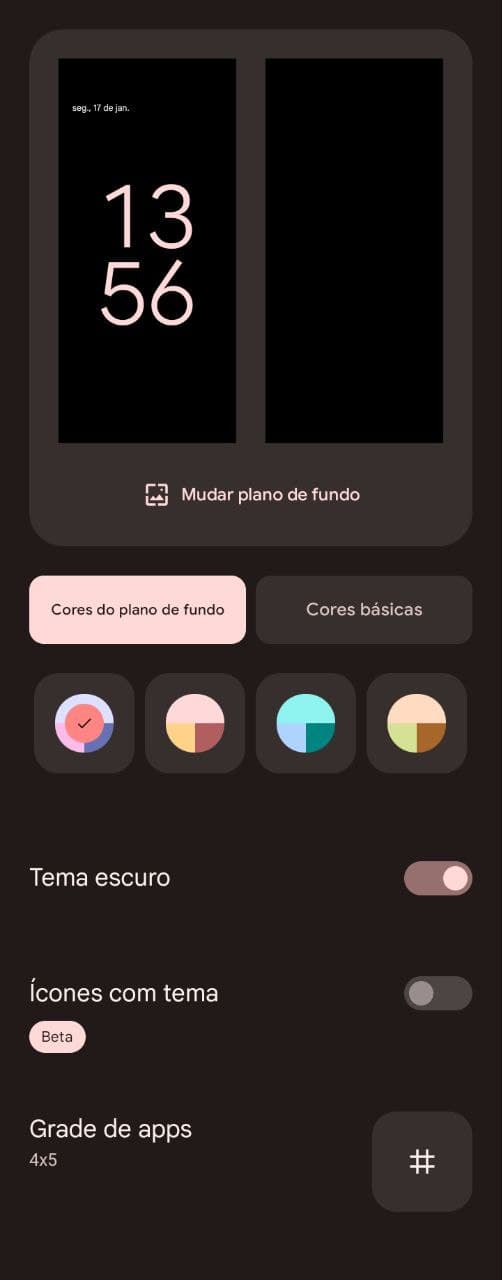 seg., 17 de jan.
13
56
Mudar plano de fundo
Cores do plano de fundo
Cores básicas
Tema escuro
Ícones com tema
Beta
Grade de apps
4x5